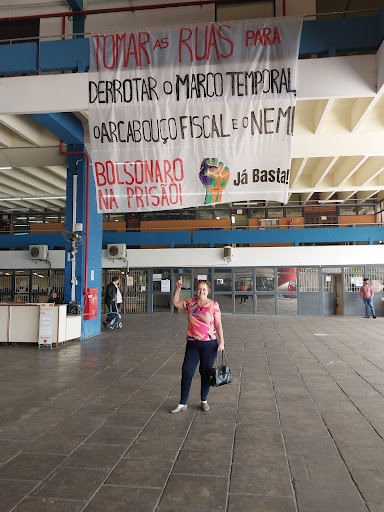 TOMAR AS RUAS PARA
DERROTAR O MARCO TEMPORAL
O ARCABOUÇO FISCAL E O NEM!
BOLSONARO
NA PRISÃO!
Já Basta!